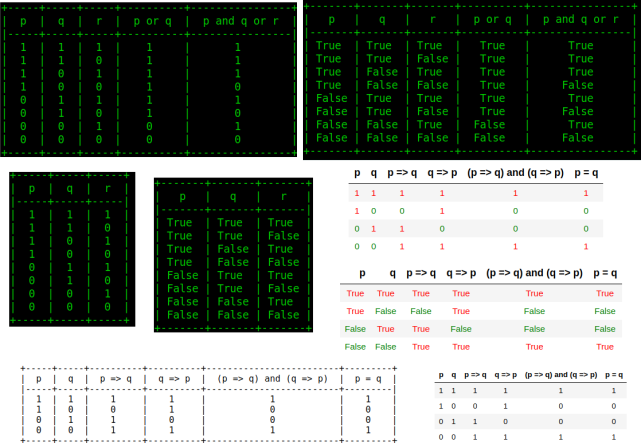 p | q | r | p or q | p and q or r
1 | 1 | 1 | 1 | 1
1 | 1 | 0 | 1 | 1
1 | 0 | 1 | 1 | 1
1 | 0 | 0 | 1 | 0
0 | 1 | 1 | 1 | 1
0 | 1 | 0 | 1 | 0
0 | 0 | 1 | 0 | 1
0 | 0 | 0 | 0 | 0
p | q | r | p or q | p and q or r
True | True | True | True | True
True | True | False | True | True
True | False | True | True | True
True | False | False | True | False
False | True | True | True | True
False | True | False | True | False
False | False | True | False | True
False | False | False | False | False
p | q | r
1 | 1 | 1
1 | 1 | 0
1 | 0 | 1
1 | 0 | 0
0 | 1 | 1
0 | 1 | 0
0 | 0 | 1
0 | 0 | 0
p | q | r
True | True | True
True | True | False
True | False | True
True | False | False
False | True | True
False | True | False
False | False | True
False | False | False
p q p => q q => p (p => q) and (q => p) p = q
1 1 1 1 1 1
1 0 0 1 0 0
0 1 1 0 0 0
0 0 1 1 1 1
p q p => q q => p (p => q) and (q => p) p = q
True True True True True True
True False False True False False
False True True False False False
False False True True True True
p | q | p => q | q => p | (p => q) and (q => p) | p = q
1 | 1 | 1 | 1 | 1 | 1
1 | 0 | 0 | 1 | 0 | 0
0 | 1 | 1 | 0 | 0 | 0
0 | 0 | 1 | 1 | 1 | 1
p q p => q q => p (p => q) and (q => p) p = q
1 1 1 1 1 1
1 0 0 1 0 0
0 1 1 0 0 0
0 0 1 1 1 1